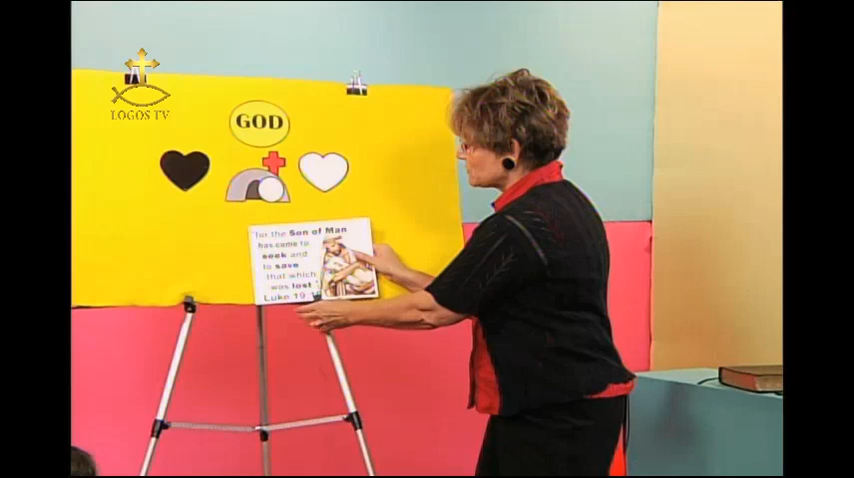 LOGOS TV
GOD
"for the Son of Man
has come to
seek and
to save
that which
was lost."
Luke 19: